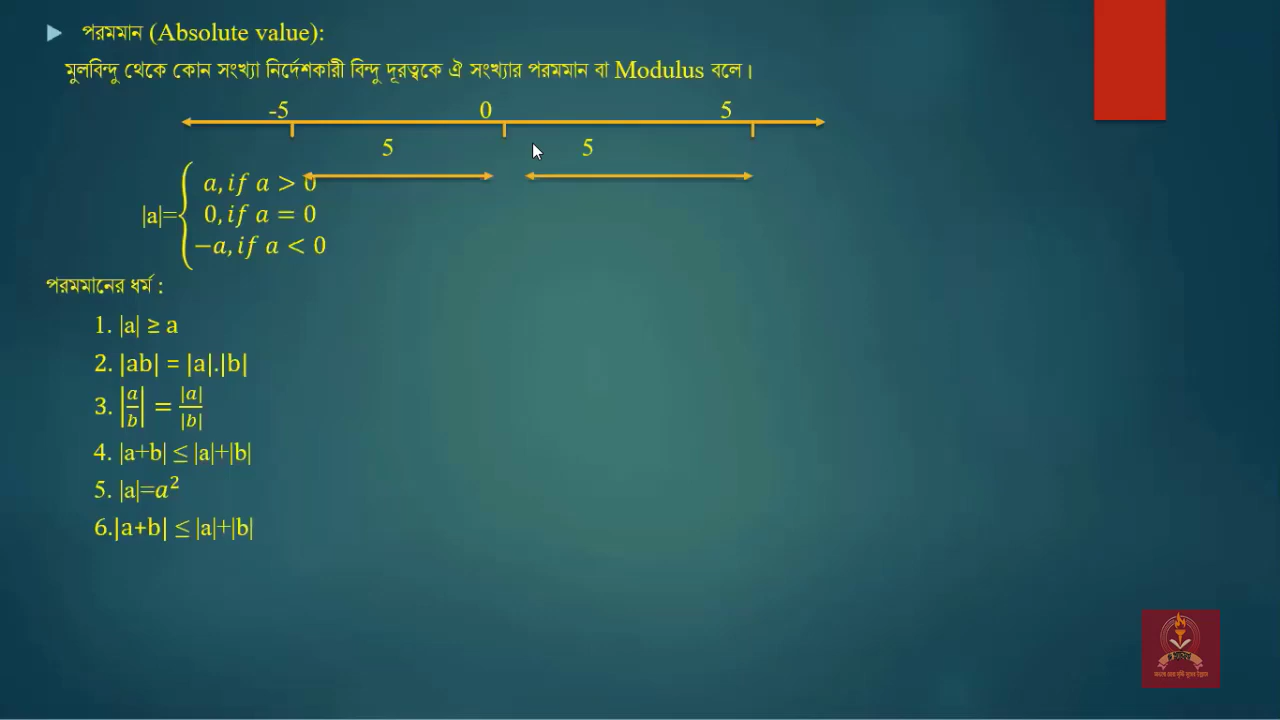 পরমমান (Absolute value):
মুলবিন্দু থেকে কোন সংখ্যা নির্দেশকারী বিন্দু দূরত্বকে ঐ সংখ্যার পরমমান বা Modulus বলে।
-5 0 5
5 5
|a|= { a, if a > 0
0, if a = 0
−a, if a < 0
পরমমানের ধর্ম :
1. |a| ≥ a
2. |ab| = |a|.|b|
3. |a/b| = |a|/|b|
4. |a+b| ≤ |a|+|b|
5. |a|=a²
6.|a+b| ≤ |a|+|b|